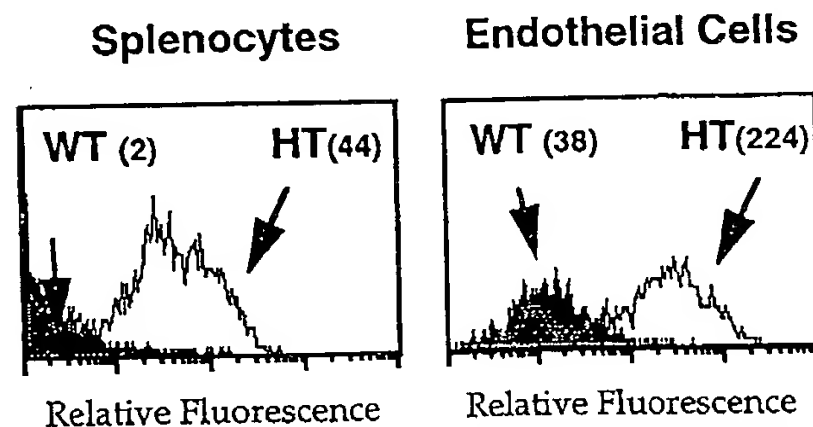 Splenocytes
Endothelial Cells
WT (2)
HT(44)
WT (38)
HT(224)
Relative Fluorescence
Relative Fluorescence